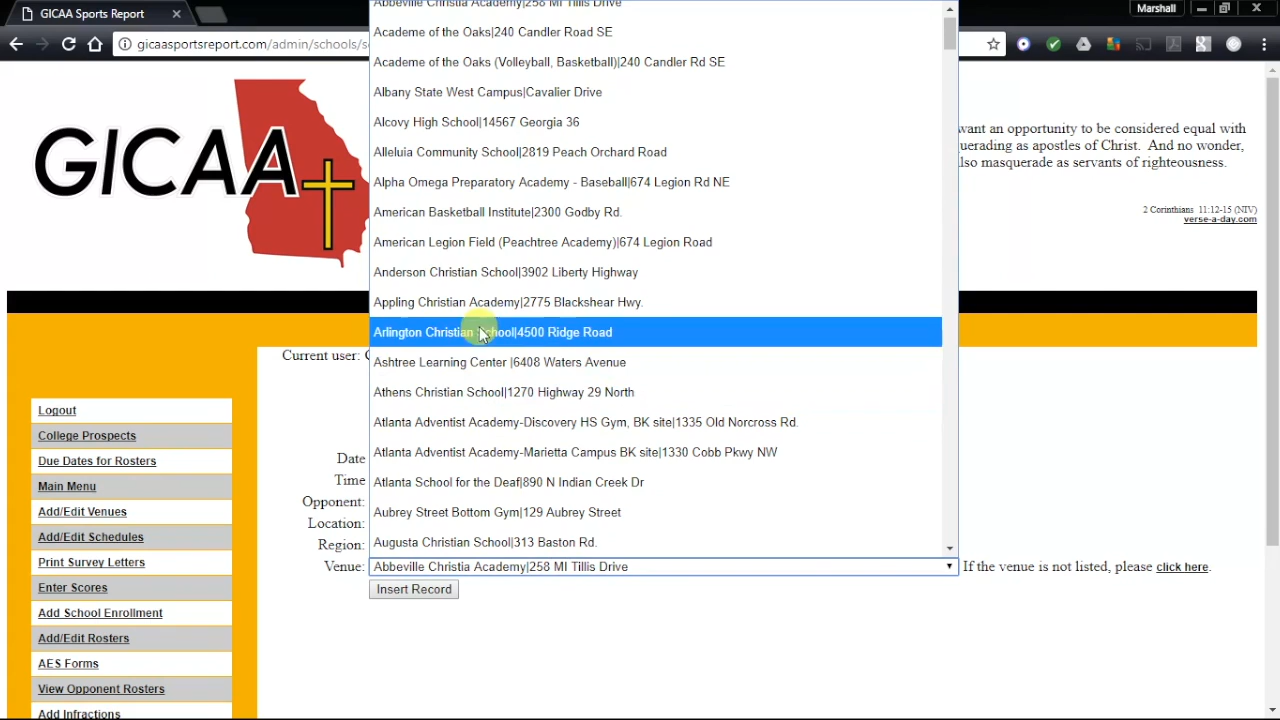 GICAA Sports Report
Marshall
gicaasportsreport.com/admin/schools/s
GICAA
want an opportunity to be considered equal with
querading as apostles of Christ. And no wonder,
lso masquerade as servants of righteousness.
2 Corinthians 11:12-15 (NIV)
verse-a-day.com
Abbeville Christia Academy|258 MI Tillis Drive
Academe of the Oaks|240 Candler Road SE
Academe of the Oaks (Volleyball, Basketball)|240 Candler Rd SE
Albany State West Campus|Cavalier Drive
Alcovy High School|14567 Georgia 36
Alleluia Community School|2819 Peach Orchard Road
Alpha Omega Preparatory Academy - Baseball|674 Legion Rd NE
American Basketball Institute|2300 Godby Rd.
American Legion Field (Peachtree Academy)|674 Legion Road
Anderson Christian School|3902 Liberty Highway
Appling Christian Academy|2775 Blackshear Hwy.
Arlington Christian School|4500 Ridge Road
Ashtree Learning Center |6408 Waters Avenue
Athens Christian School|1270 Highway 29 North
Atlanta Adventist Academy-Discovery HS Gym, BK site|1335 Old Norcross Rd.
Atlanta Adventist Academy-Marietta Campus BK site|1330 Cobb Pkwy NW
Atlanta School for the Deaf|890 N Indian Creek Dr
Aubrey Street Bottom Gym|129 Aubrey Street
Augusta Christian School|313 Baston Rd.
Current user:
Date
Time
Opponent:
Location:
Region:
Venue: Abbeville Christia Academy|258 MI Tillis Drive If the venue is not listed, please click here.
Insert Record
Logout
College Prospects
Due Dates for Rosters
Main Menu
Add/Edit Venues
Add/Edit Schedules
Print Survey Letters
Enter Scores
Add School Enrollment
Add/Edit Rosters
AES Forms
View Opponent Rosters
Add Infractions